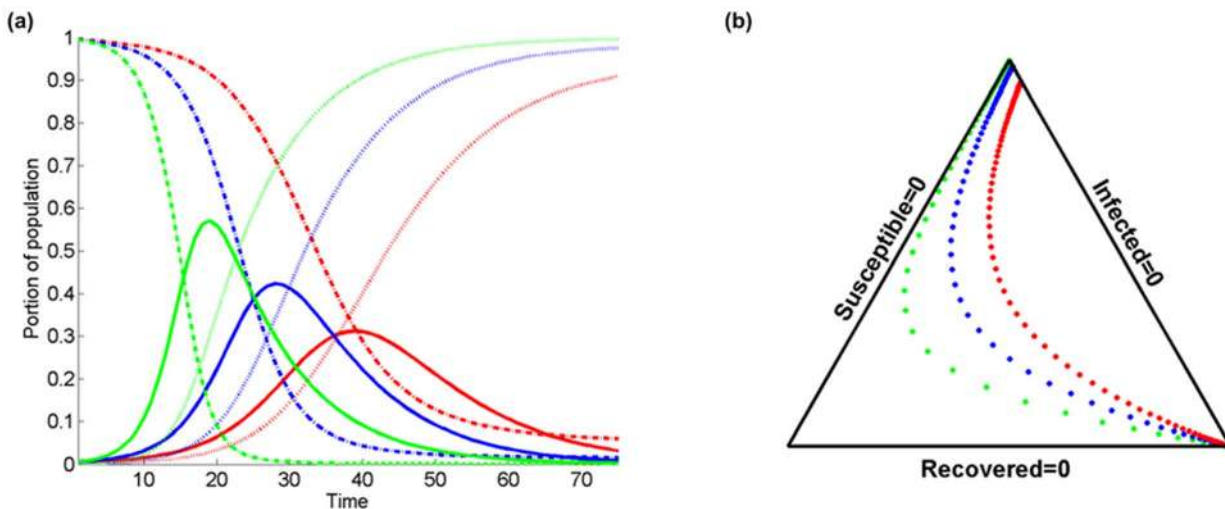 (a)
1
0.9
0.8
0.7
0.6
0.5
0.4
0.3
0.2
0.1
0
Portion of population
10 20 30 40 50 60 70
Time
(b)
Susceptible=0
Infected=0
Recovered=0